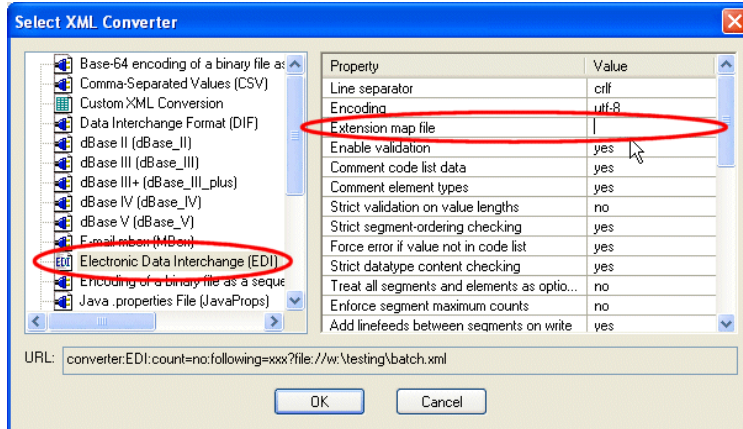 Select XML Converter
Base-64 encoding of a binary file as
Comma-Separated Values (CSV)
Custom XML Conversion
Data Interchange Format (DIF)
dBase II (dBase_II)
dBase III (dBase_III)
dBase III+ (dBase_III_plus)
dBase IV (dBase_IV)
dBase V (dBase_V)
E-mail mbox (MBox)
EDI Electronic Data Interchange (EDI)
Encoding of a binary file as a seque
Java .properties File (JavaProps)
Property Value
Line separator crlf
Encoding utf-8
Extension map file
Enable validation yes
Comment code list data yes
Comment element types yes
Strict validation on value lengths no
Strict segment-ordering checking yes
Force error if value not in code list yes
Strict datatype content checking yes
Treat all segments and elements as optio... no
Enforce segment maximum counts no
Add linefeeds between segments on write yes
URL: converter:EDI:count=no:following=xxx?file://w:\testing\batch.xml
OK Cancel